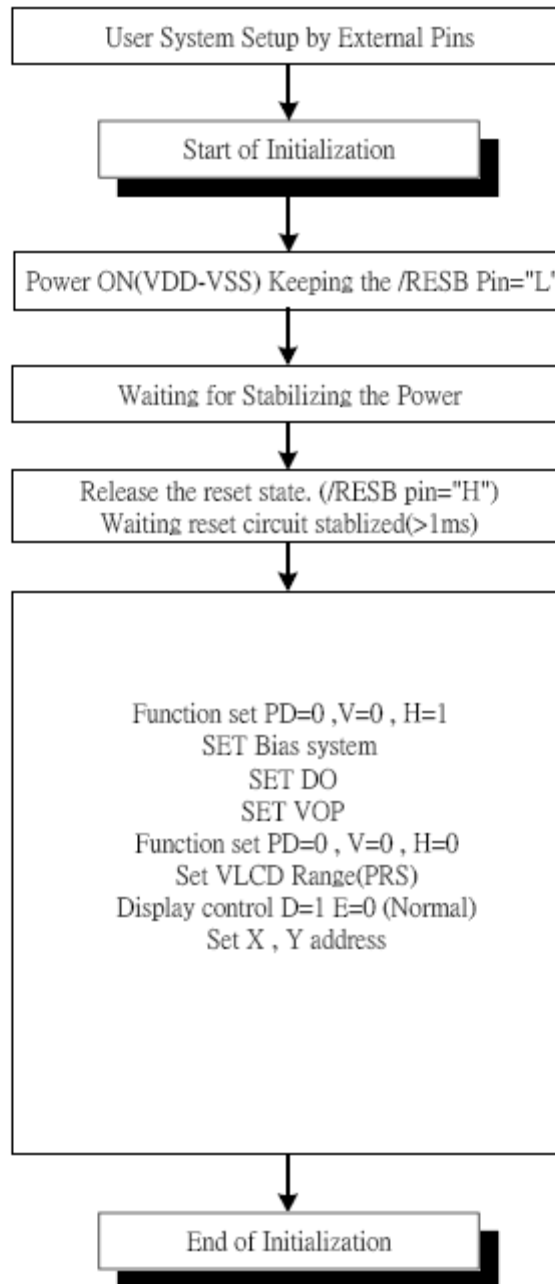 User System Setup by External Pins
Start of Initialization
Power ON(VDD-VSS) Keeping the /RESB Pin="L"
Waiting for Stabilizing the Power
Release the reset state. (/RESB pin="H")
Waiting reset circuit stablized(>1ms)
Function set PD=0 ,V=0 , H=1
SET Bias system
SET DO
SET VOP
Function set PD=0 , V=0 , H=0
Set VLCD Range(PRS)
Display control D=1 E=0 (Normal)
Set X , Y address
End of Initialization